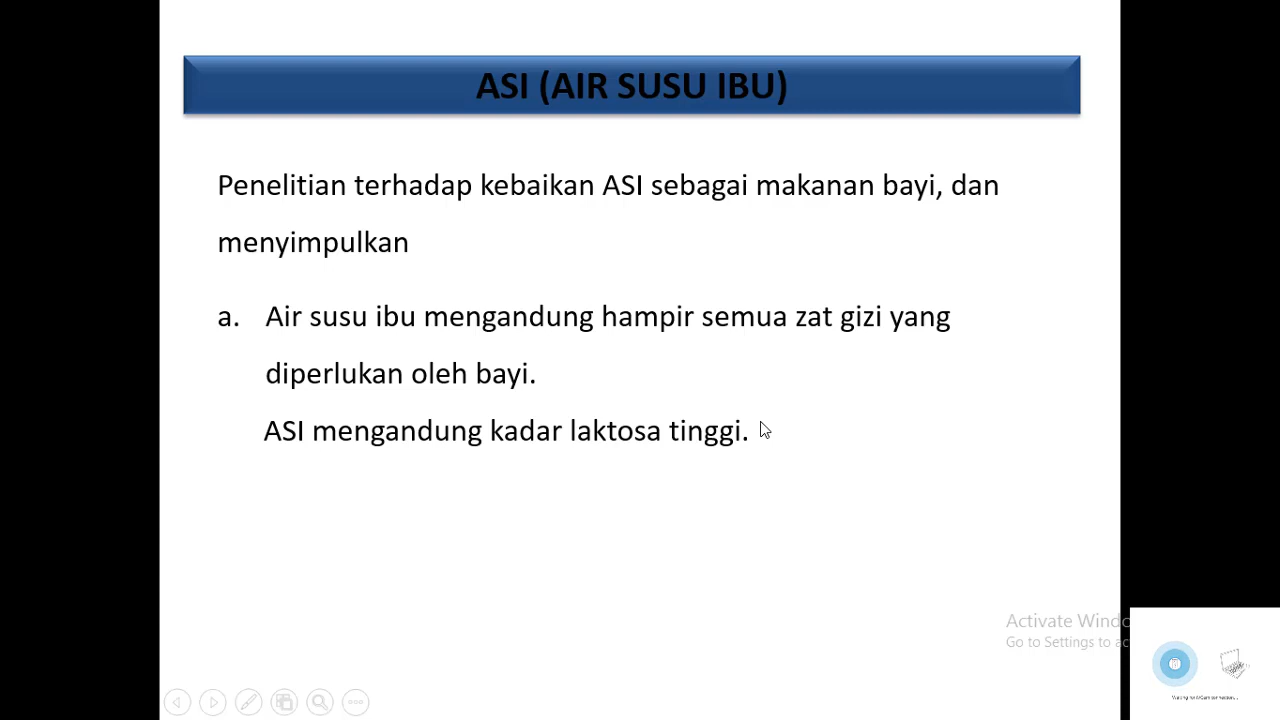 ASI (AIR SUSU IBU)
Penelitian terhadap kebaikan ASI sebagai makanan bayi, dan
menyimpulkan
a. Air susu ibu mengandung hampir semua zat gizi yang
diperlukan oleh bayi.
ASI mengandung kadar laktosa tinggi.
Activate Windo
Go to Settings to ac